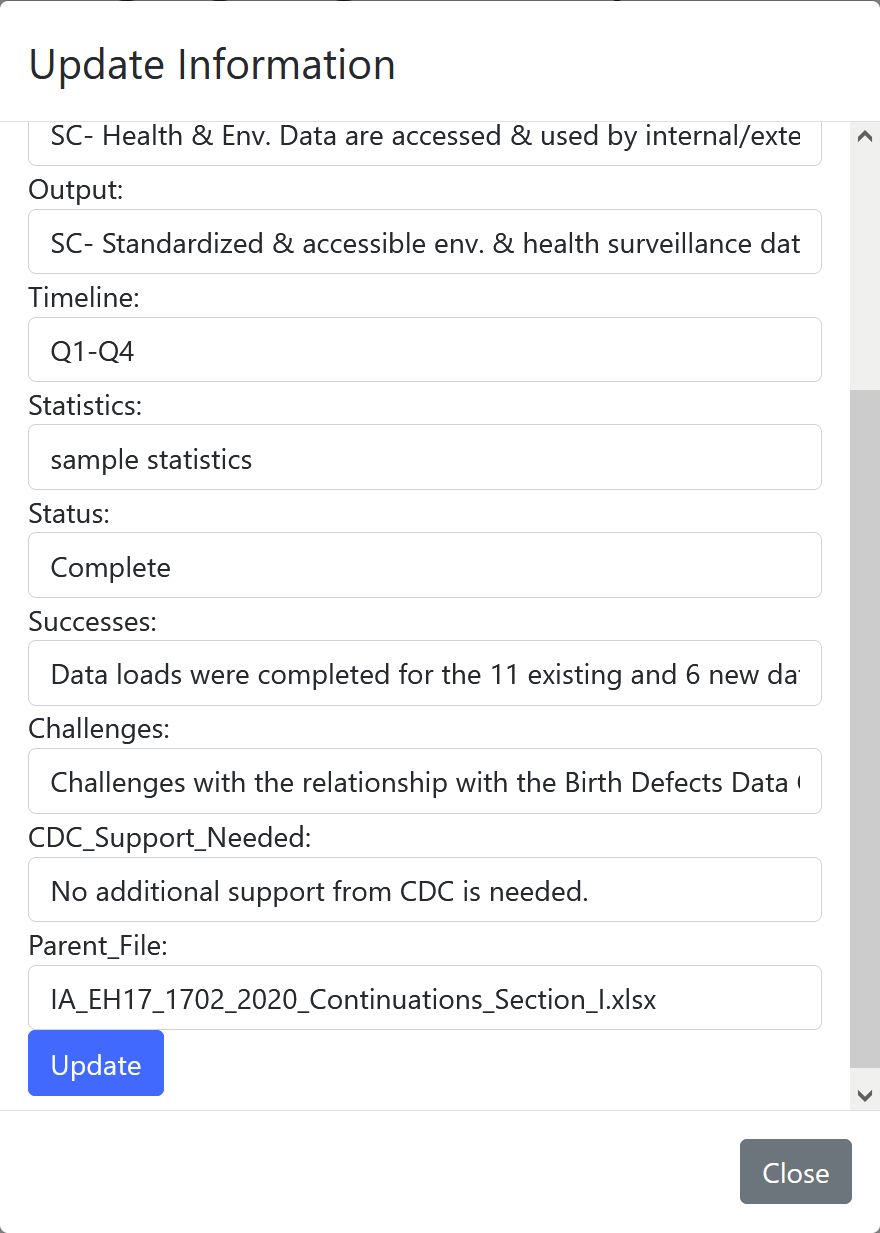 Update Information
SC- Health & Env. Data are accessed & used by internal/exte
Output:
SC- Standardized & accessible env. & health surveillance dat
Timeline:
Q1-Q4
Statistics:
sample statistics
Status:
Complete
Successes:
Data loads were completed for the 11 existing and 6 new da
Challenges:
Challenges with the relationship with the Birth Defects Data
CDC_Support_Needed:
No additional support from CDC is needed.
Parent_File:
IA_EH17_1702_2020_Continuations_Section_I.xlsx
Update
Close